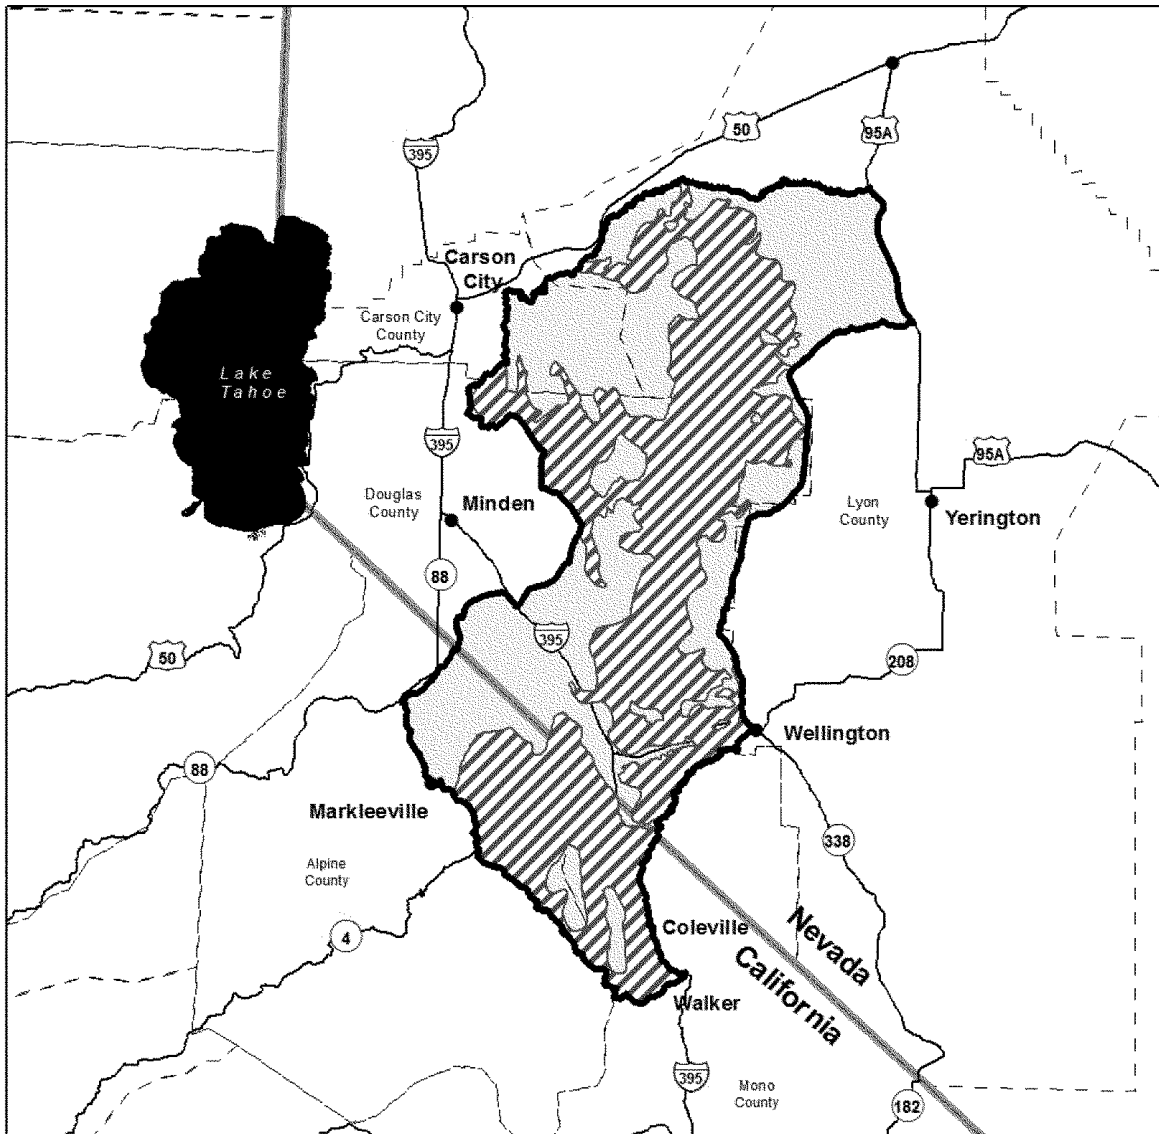 50
95A
395
Carson
City
Carson City
County
Lake
Tahoe
395
95A
Douglas
County
Minden
Lyon
County
Yerington
88
395
50
208
Wellington
88
Markleeville
338
Alpine
County
4
Coleville
Nevada
California
Walker
395
Mono
County
182